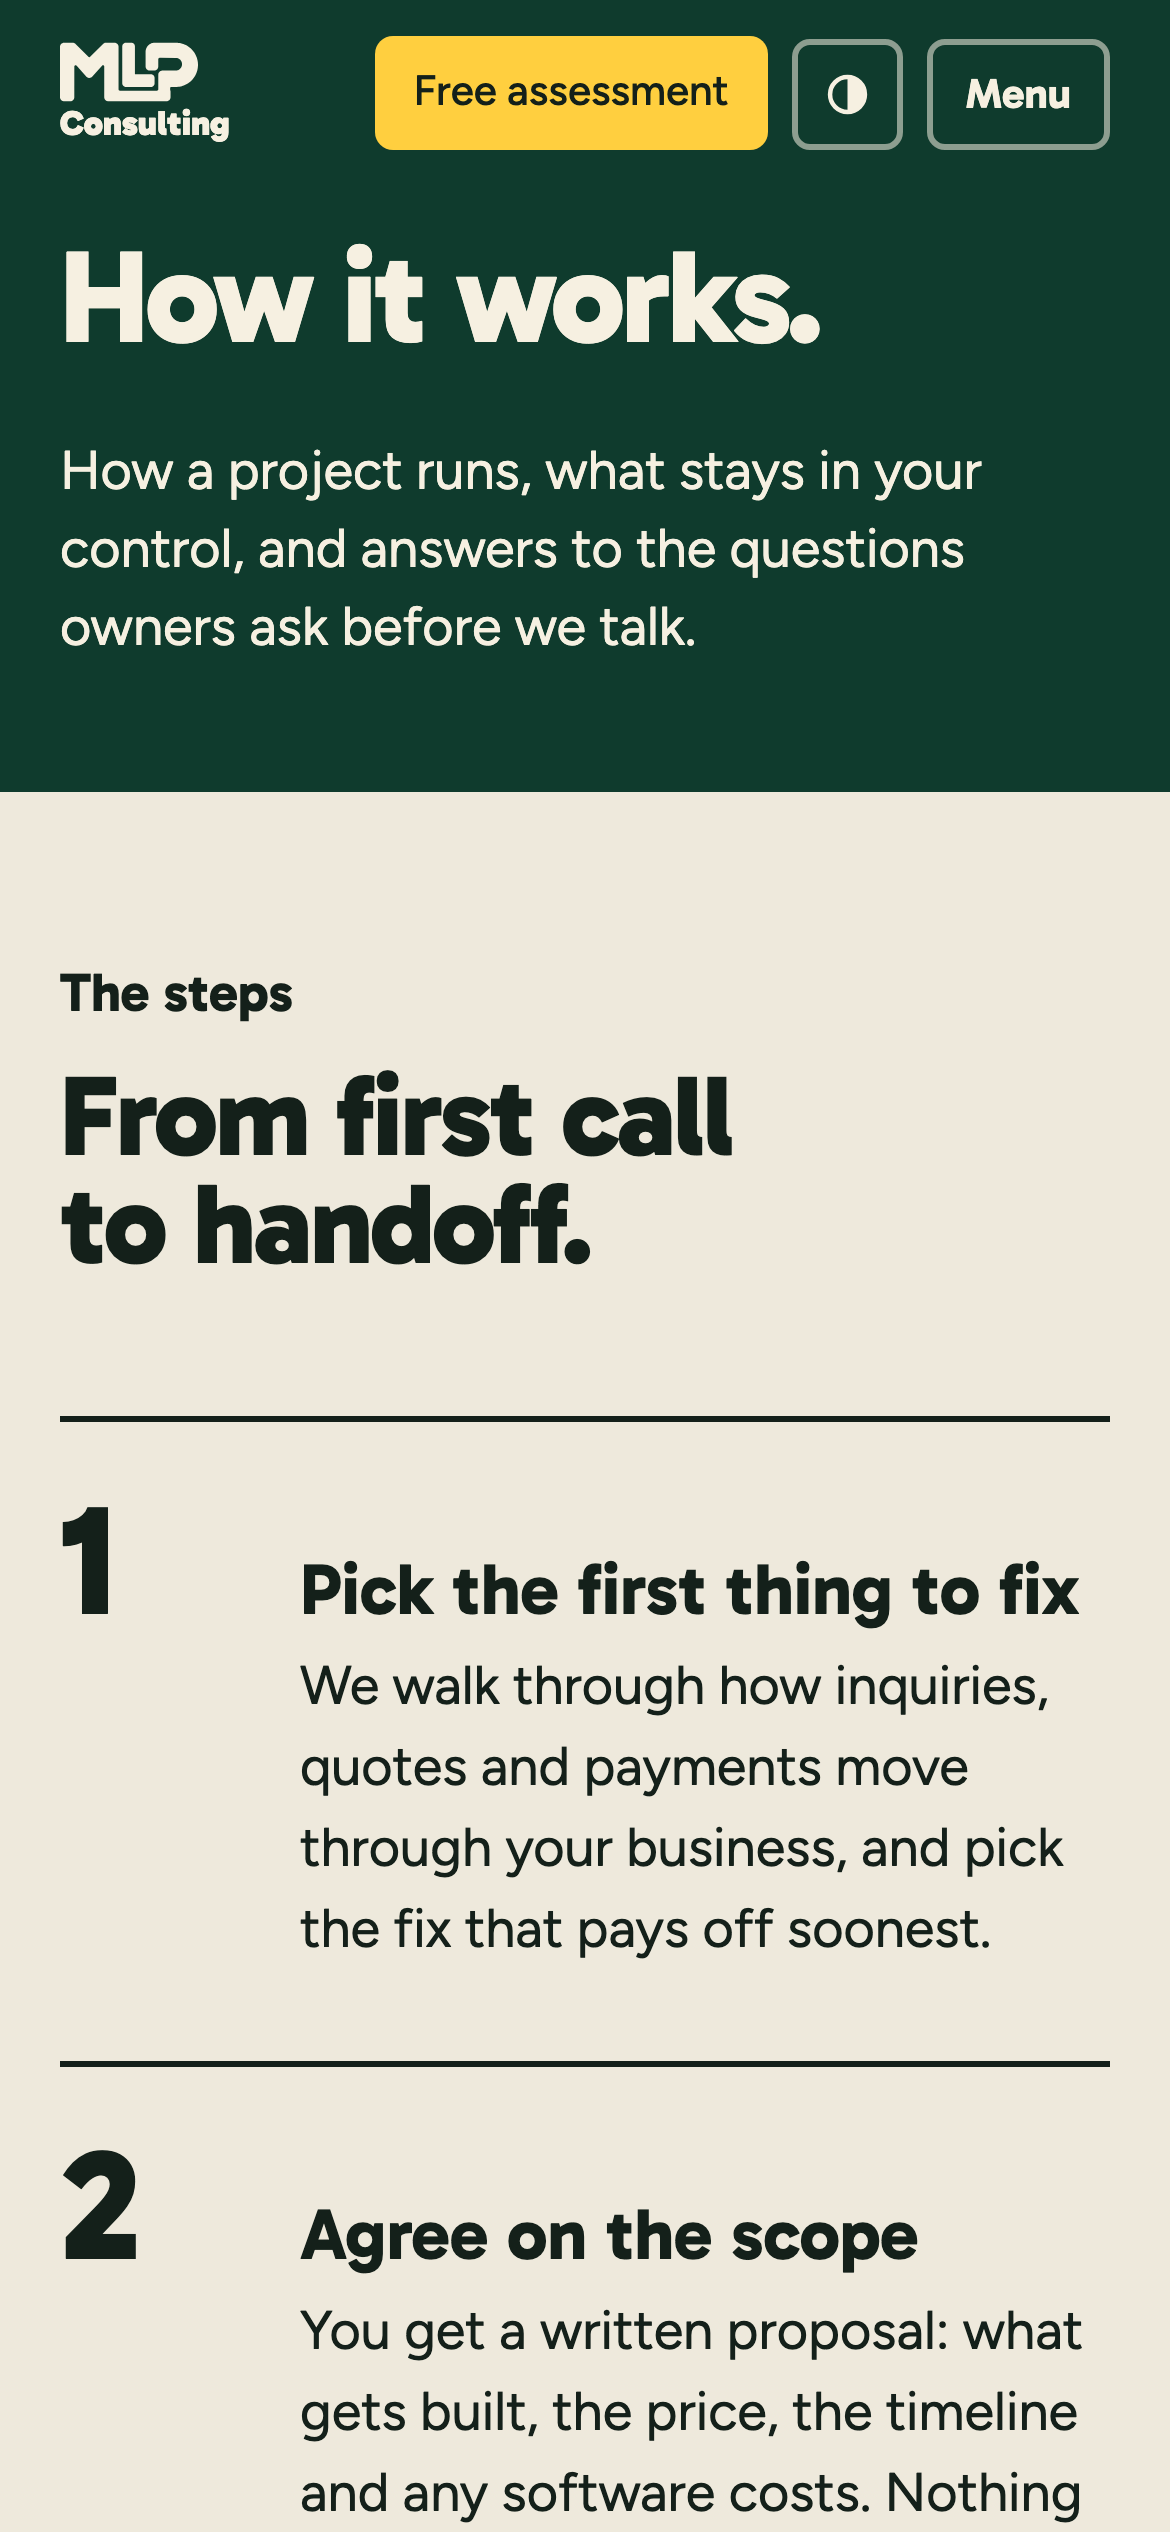 MLP
Consulting
Free assessment
Menu
How it works.
How a project runs, what stays in your
control, and answers to the questions
owners ask before we talk.
The steps
From first call
to handoff.
1
Pick the first thing to fix
We walk through how inquiries,
quotes and payments move
through your business, and pick
the fix that pays off soonest.
2
Agree on the scope
You get a written proposal: what
gets built, the price, the timeline
and any software costs. Nothing